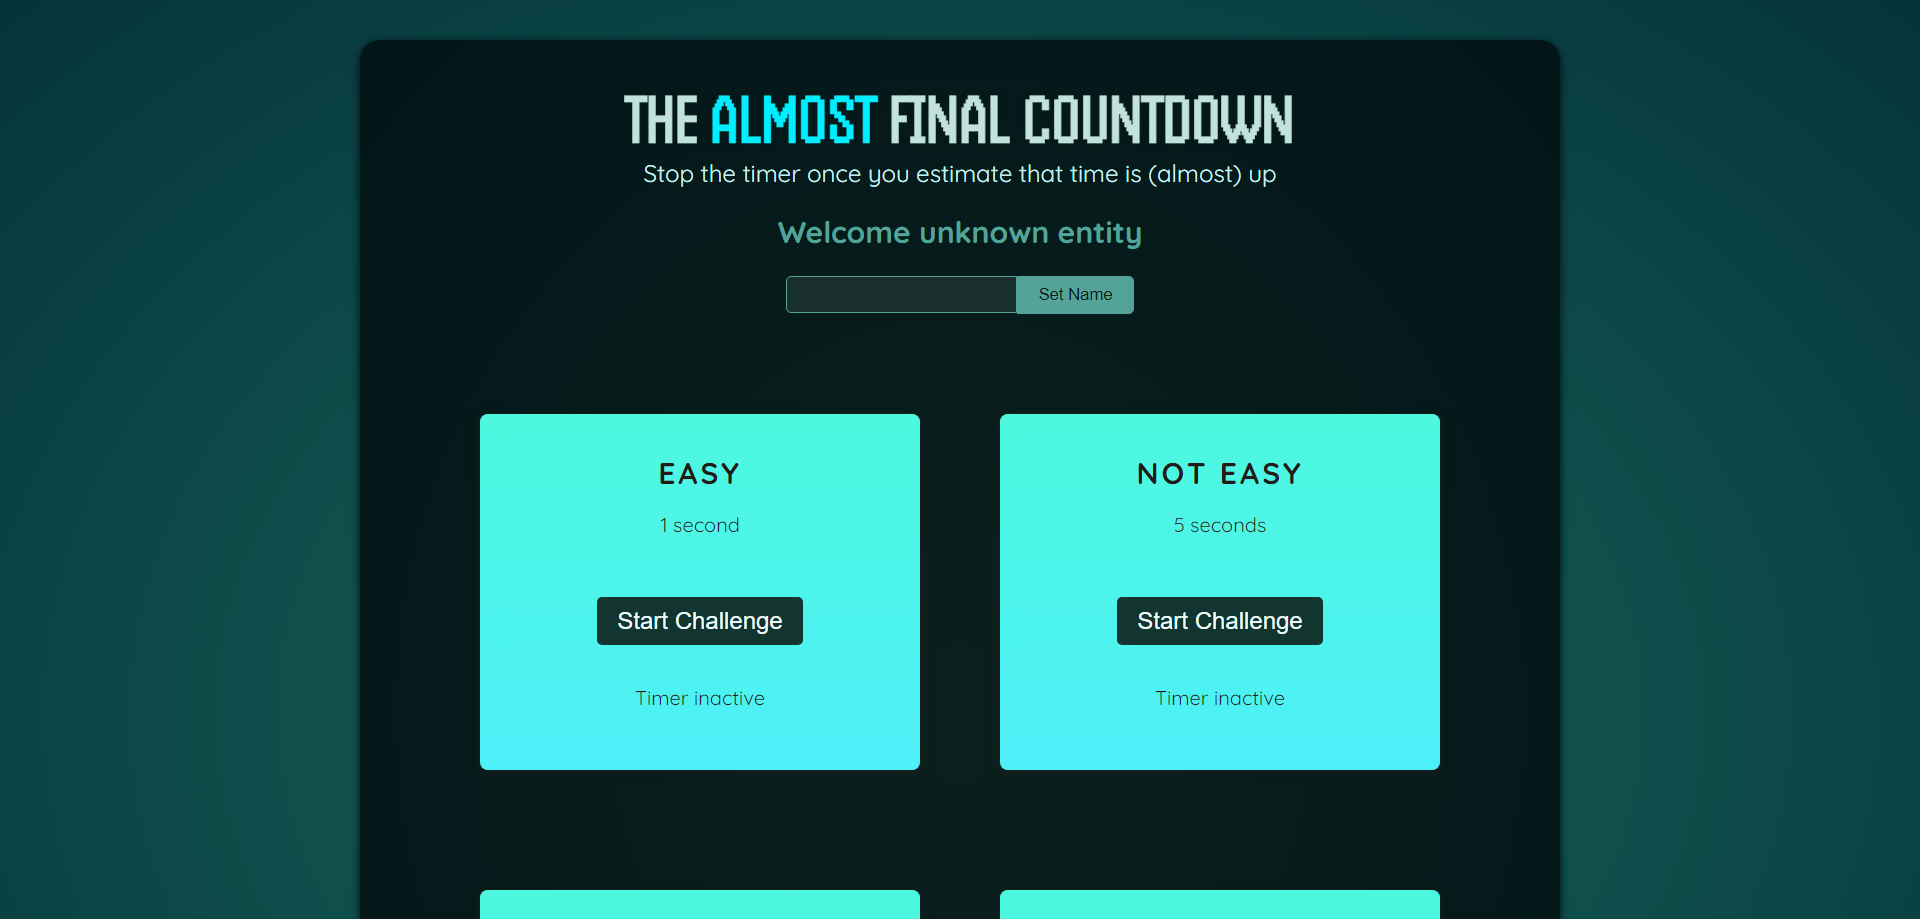 THE ALMOST FINAL COUNTDOWN
Stop the timer once you estimate that time is (almost) up
Welcome unknown entity
Set Name
EASY
1 second
Start Challenge
Timer inactive
NOT EASY
5 seconds
Start Challenge
Timer inactive